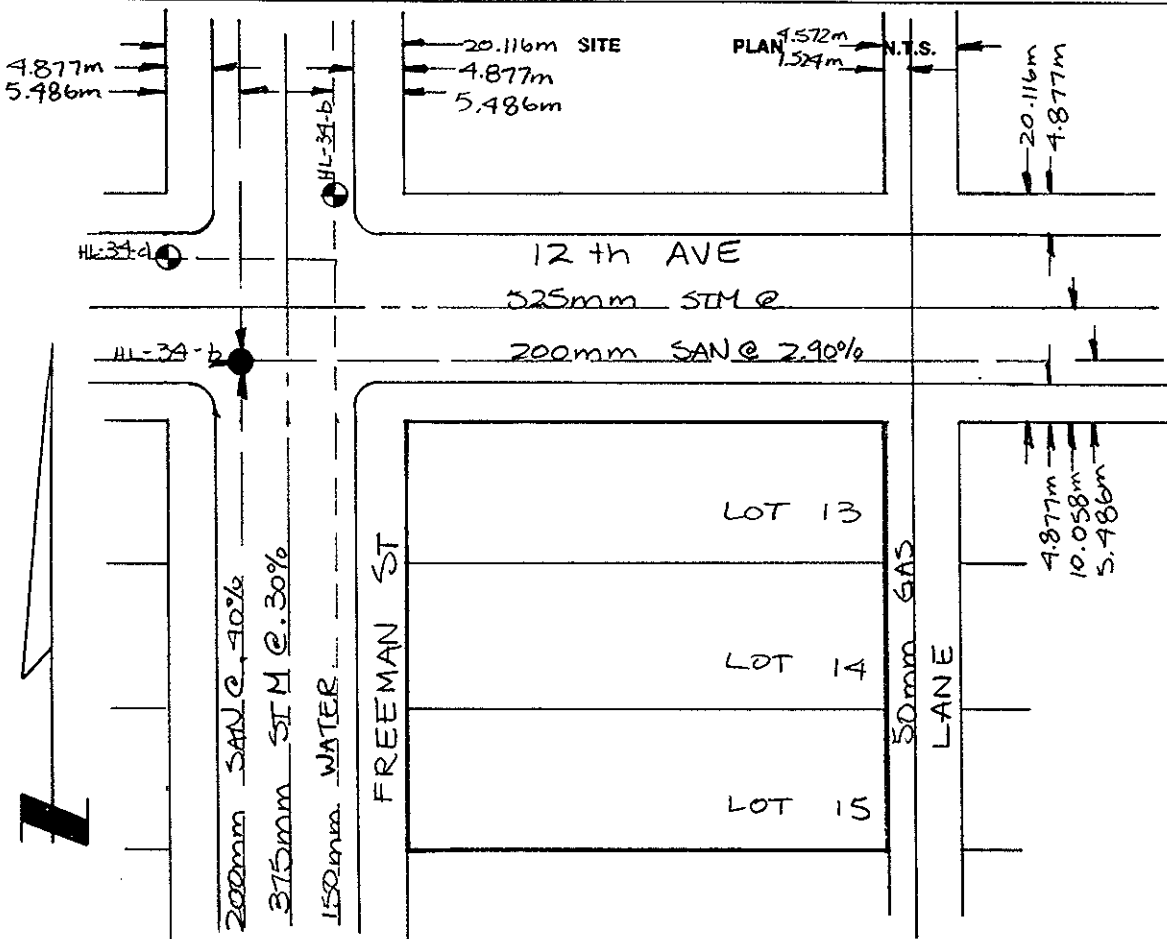 20.116m SITE PLAN N.T.S.
4.572m
1.524m
4.877m
5.486m
4.877m
5.486m
20.116m
4.877m
HL-34-b
HL-34-d
12 th AVE
525mm STM @
HL-34-b
200mm SAN @ 2.90%
4.877m
10.058m
5.486m
LOT 13
LOT 14
LOT 15
200mm SAN @ .40%
375mm STM @ .30%
150mm WATER
FREEMAN ST
50mm GAS
LANE